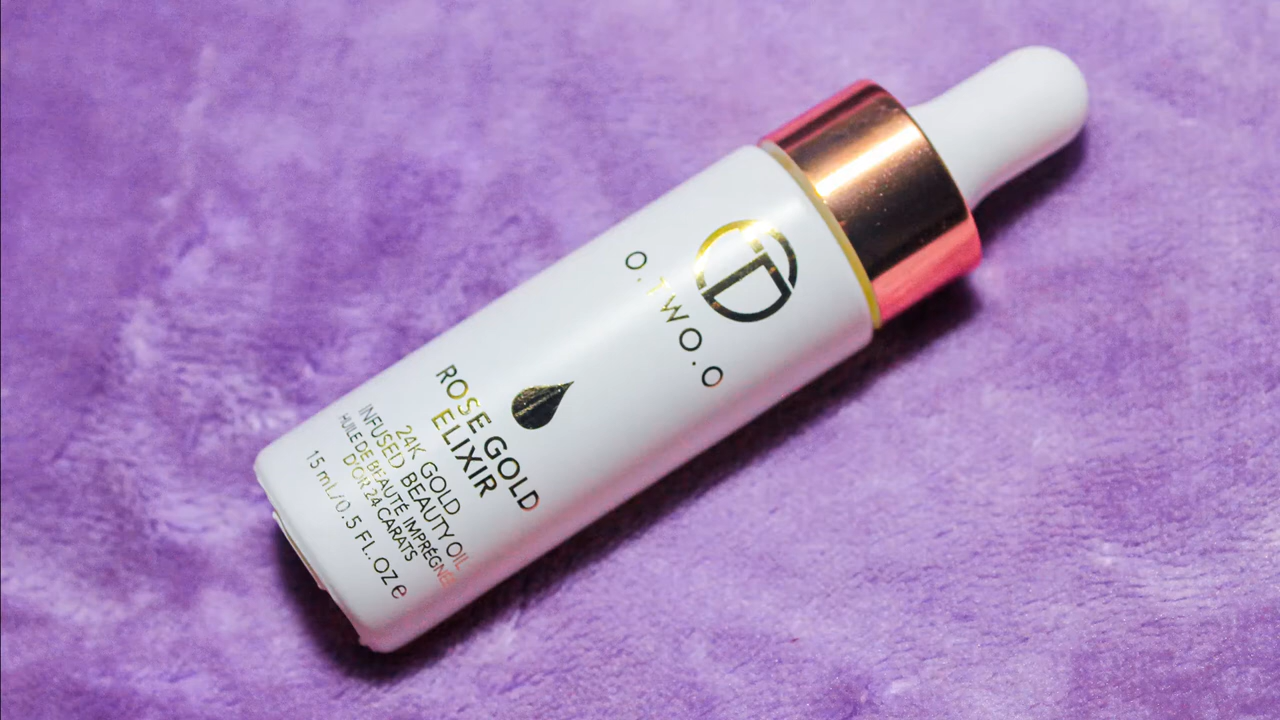 O.TWO.O
ROSE GOLD
ELIXIR
24K GOLD
INFUSED BEAUTY OIL
HUILE DE BEAUTÉ IMPRÉGNÉE
D'OR 24 CARATS
15 mL/0.5 FL.OZ e